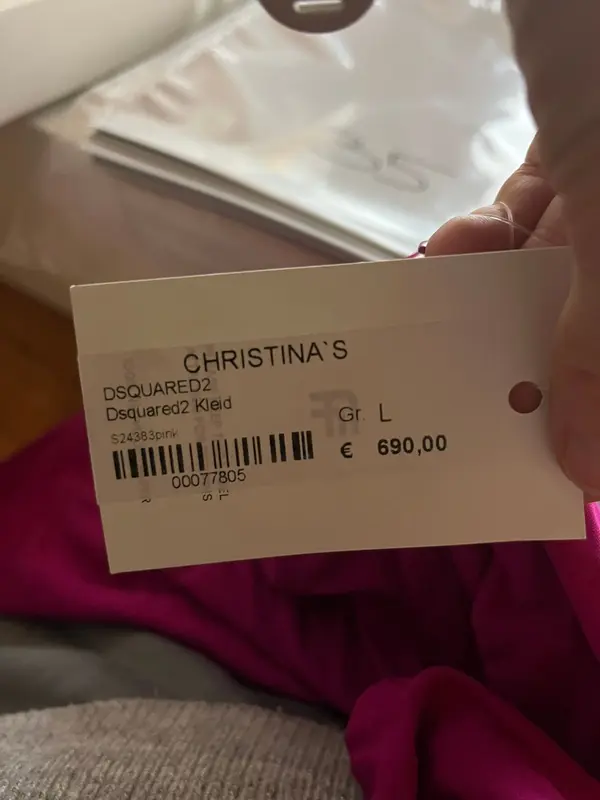 CHRISTINA`S
DSQUARED2
Dsquared2 Kleid
Gr. L
S24383pink
€ 690,00
00077805